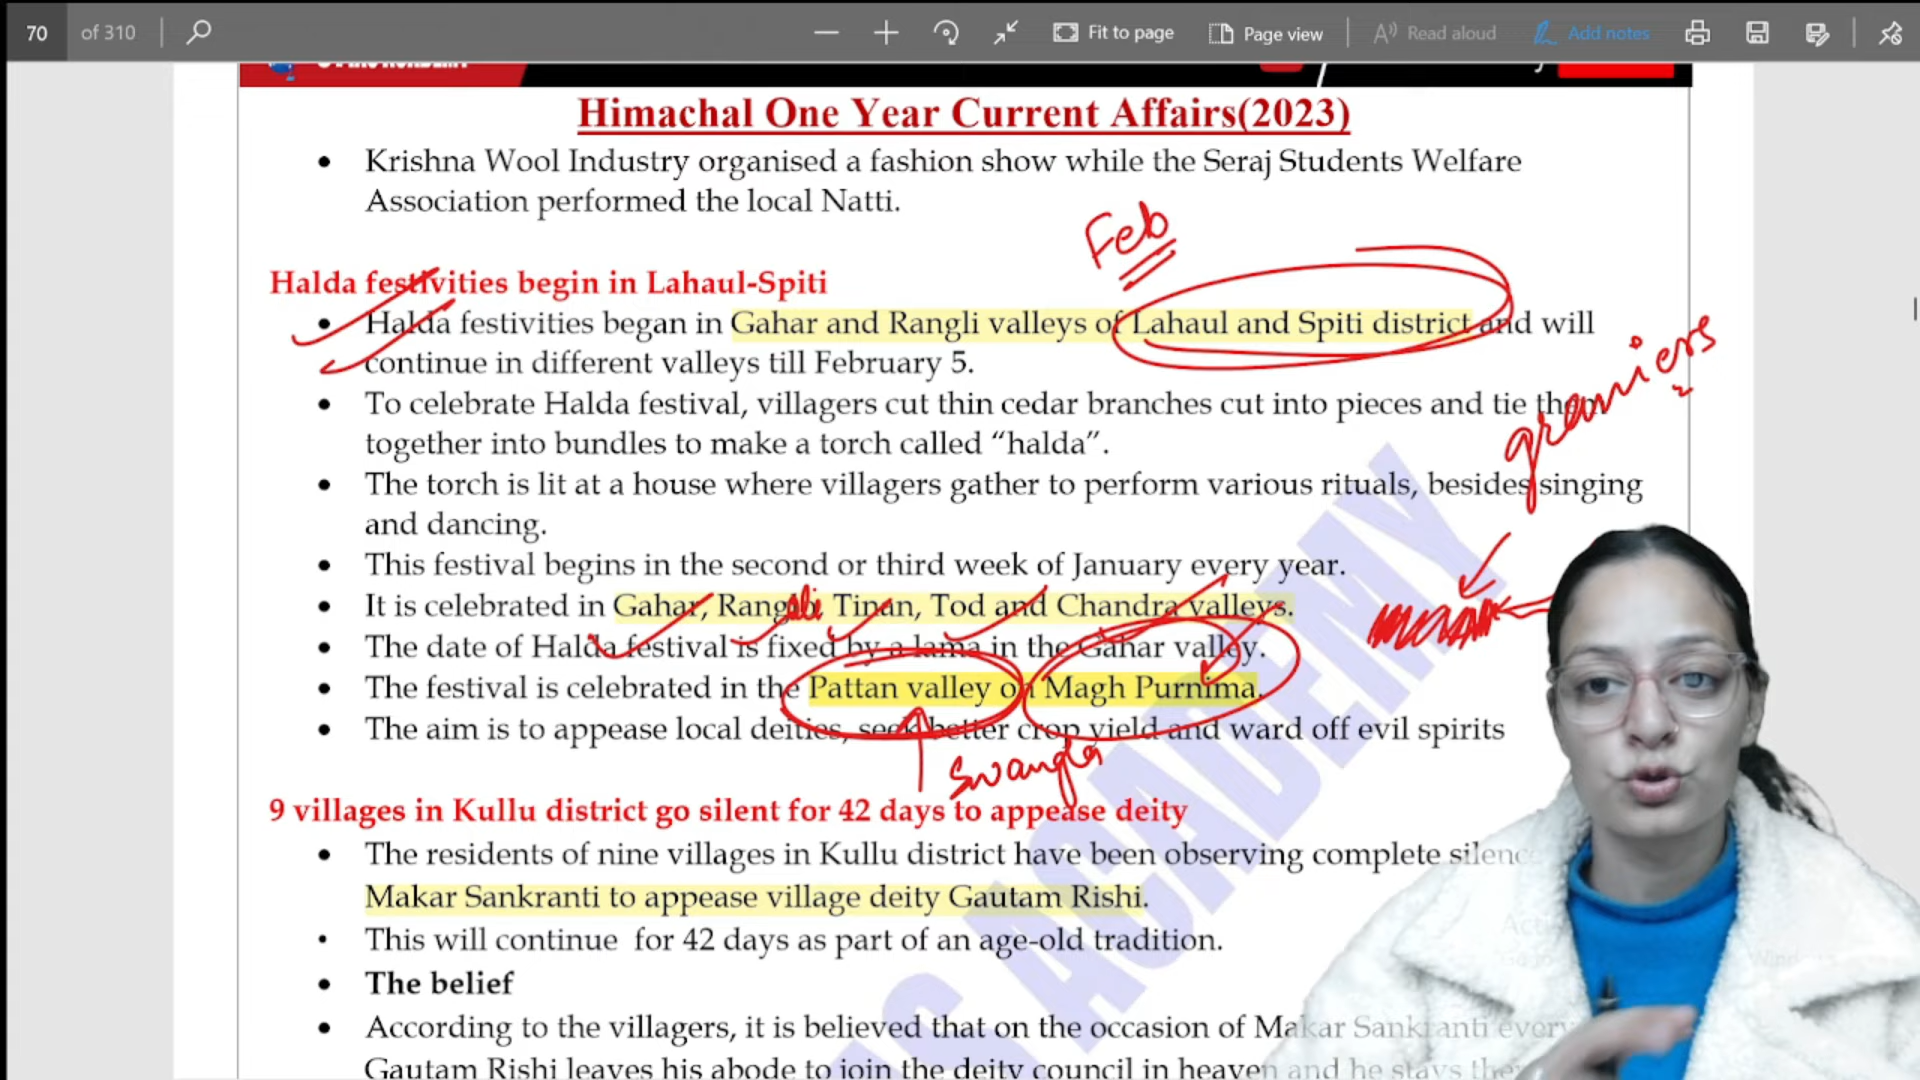 70 of 310 Fit to page Page view Read aloud Add notes
Himachal One Year Current Affairs(2023)
• Krishna Wool Industry organised a fashion show while the Seraj Students Welfare
Association performed the local Natti.
Feb
Halda festivities begin in Lahaul-Spiti
• Halda festivities began in Gahar and Rangli valleys of Lahaul and Spiti district and will
continue in different valleys till February 5.
• To celebrate Halda festival, villagers cut thin cedar branches cut into pieces and tie them
together into bundles to make a torch called “halda”.
• The torch is lit at a house where villagers gather to perform various rituals, besides singing
and dancing.
• This festival begins in the second or third week of January every year.
• It is celebrated in Gahar, Tinan, Tod and Chandra valleys.
• The date of Halda festival is fixed by a lama in the Gahar valley.
• The festival is celebrated in the Pattan valley on Magh Purnima.
• The aim is to appease local deities, seek better crop yield and ward off evil spirits
Swangla
9 villages in Kullu district go silent for 42 days to appease deity
• The residents of nine villages in Kullu district have been observing complete silence
Makar Sankranti to appease village deity Gautam Rishi.
• This will continue for 42 days as part of an age-old tradition.
• The belief
• According to the villagers, it is believed that on the occasion of Makar Sankranti every
Gautam Rishi leaves his abode to join the deity council in heaven and he stays
ACADEMY